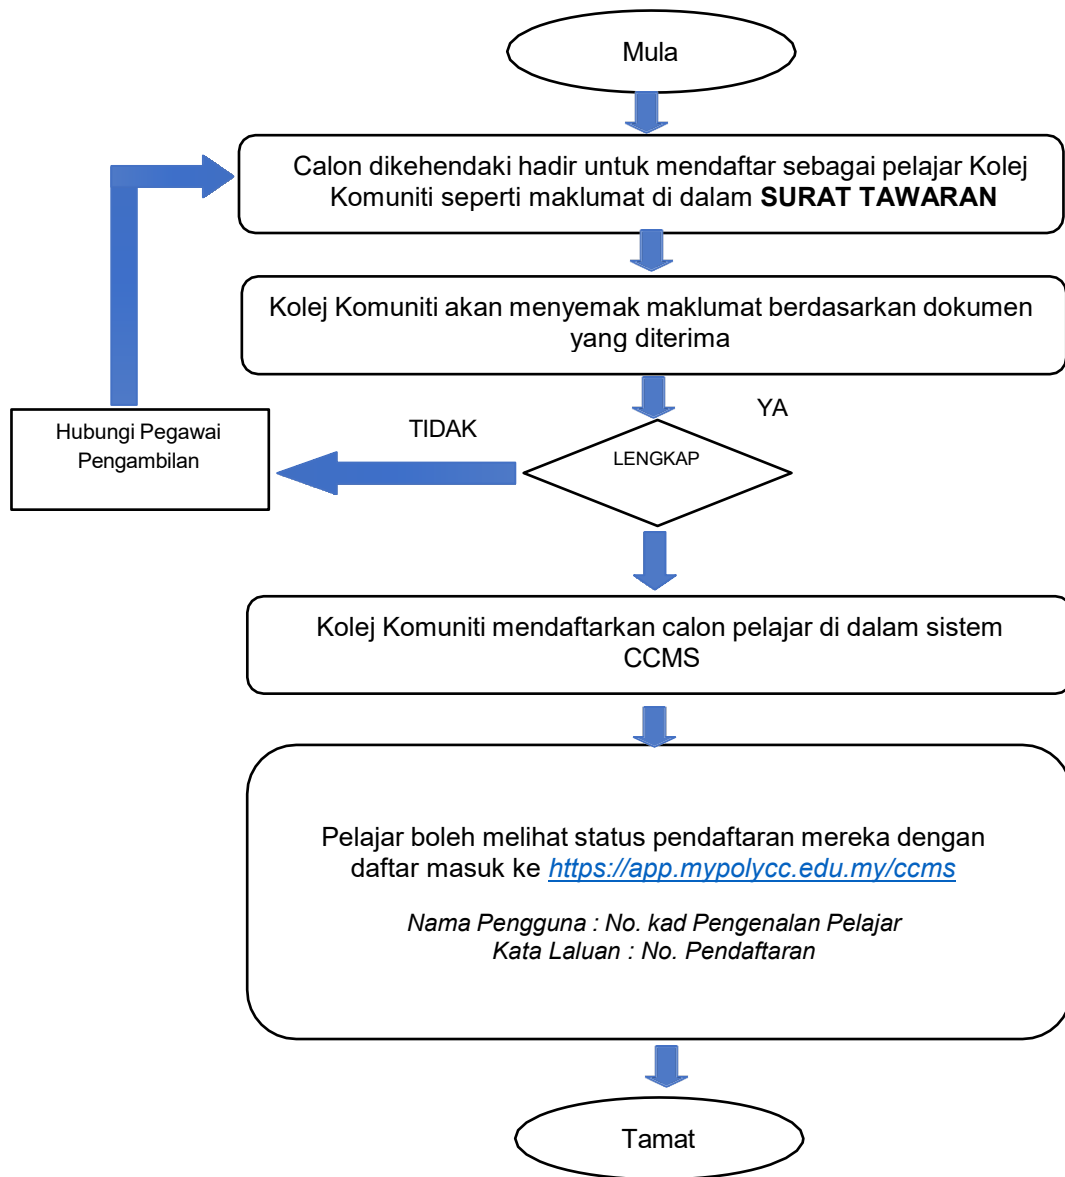 Mula
Calon dikehendaki hadir untuk mendaftar sebagai pelajar Kolej
Komuniti seperti maklumat di dalam SURAT TAWARAN
Kolej Komuniti akan menyemak maklumat berdasarkan dokumen
yang diterima
YA
TIDAK
LENGKAP
Hubungi Pegawai
Pengambilan
Kolej Komuniti mendaftarkan calon pelajar di dalam sistem
CCMS
Pelajar boleh melihat status pendaftaran mereka dengan
daftar masuk ke https://app.mypolycc.edu.my/ccms
Nama Pengguna : No. kad Pengenalan Pelajar
Kata Laluan : No. Pendaftaran
Tamat